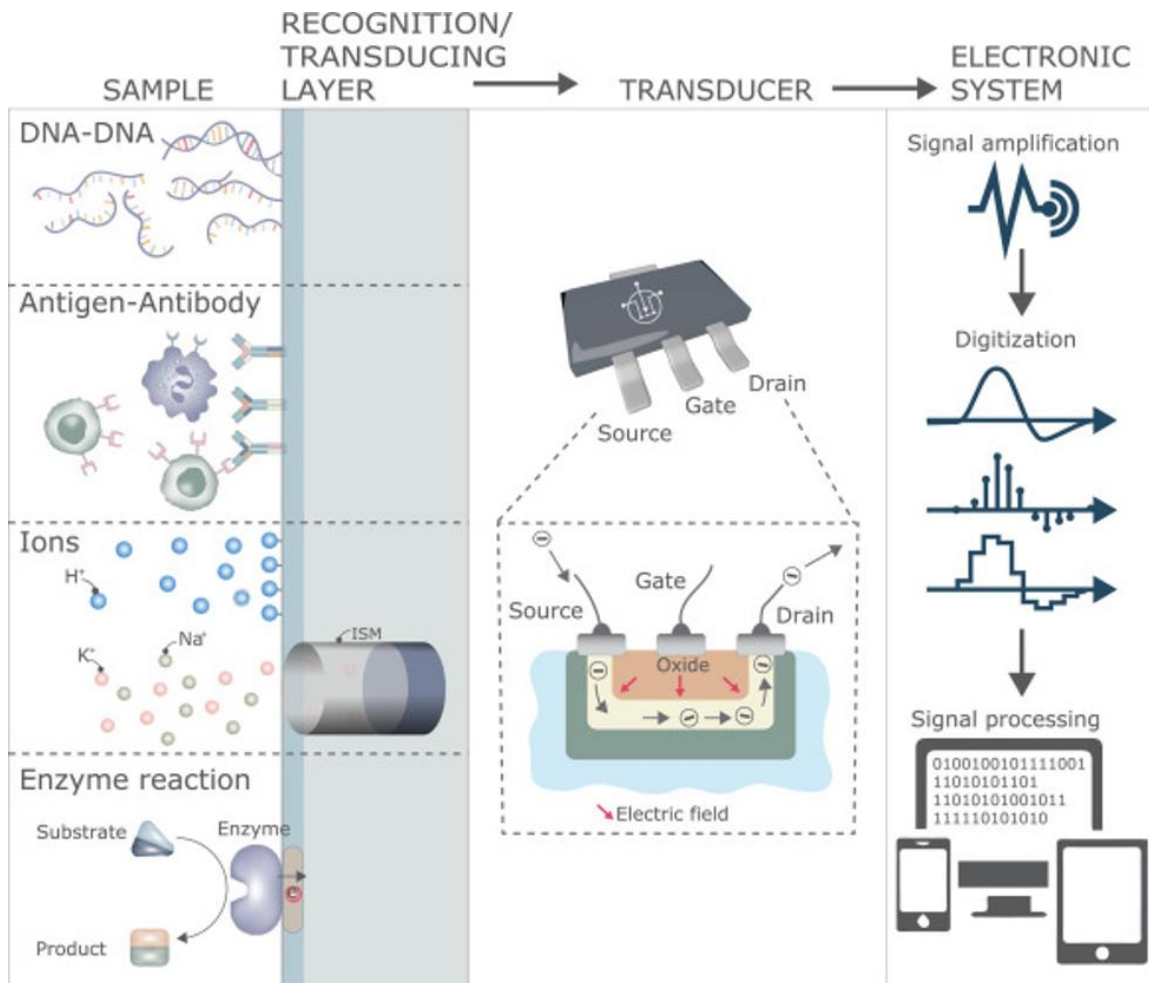 RECOGNITION/
TRANSDUCING
LAYER
SAMPLE
TRANSDUCER
ELECTRONIC
SYSTEM
DNA-DNA
Antigen-Antibody
Ions
H⁺
Na⁺
K⁺
ISM
Enzyme reaction
Substrate
Enzyme
Product
Source
Gate
Drain
Source
Gate
Drain
Oxide
Electric field
Signal amplification
Digitization
Signal processing
01001001011111001
11010101101
11010101001011
111110101010